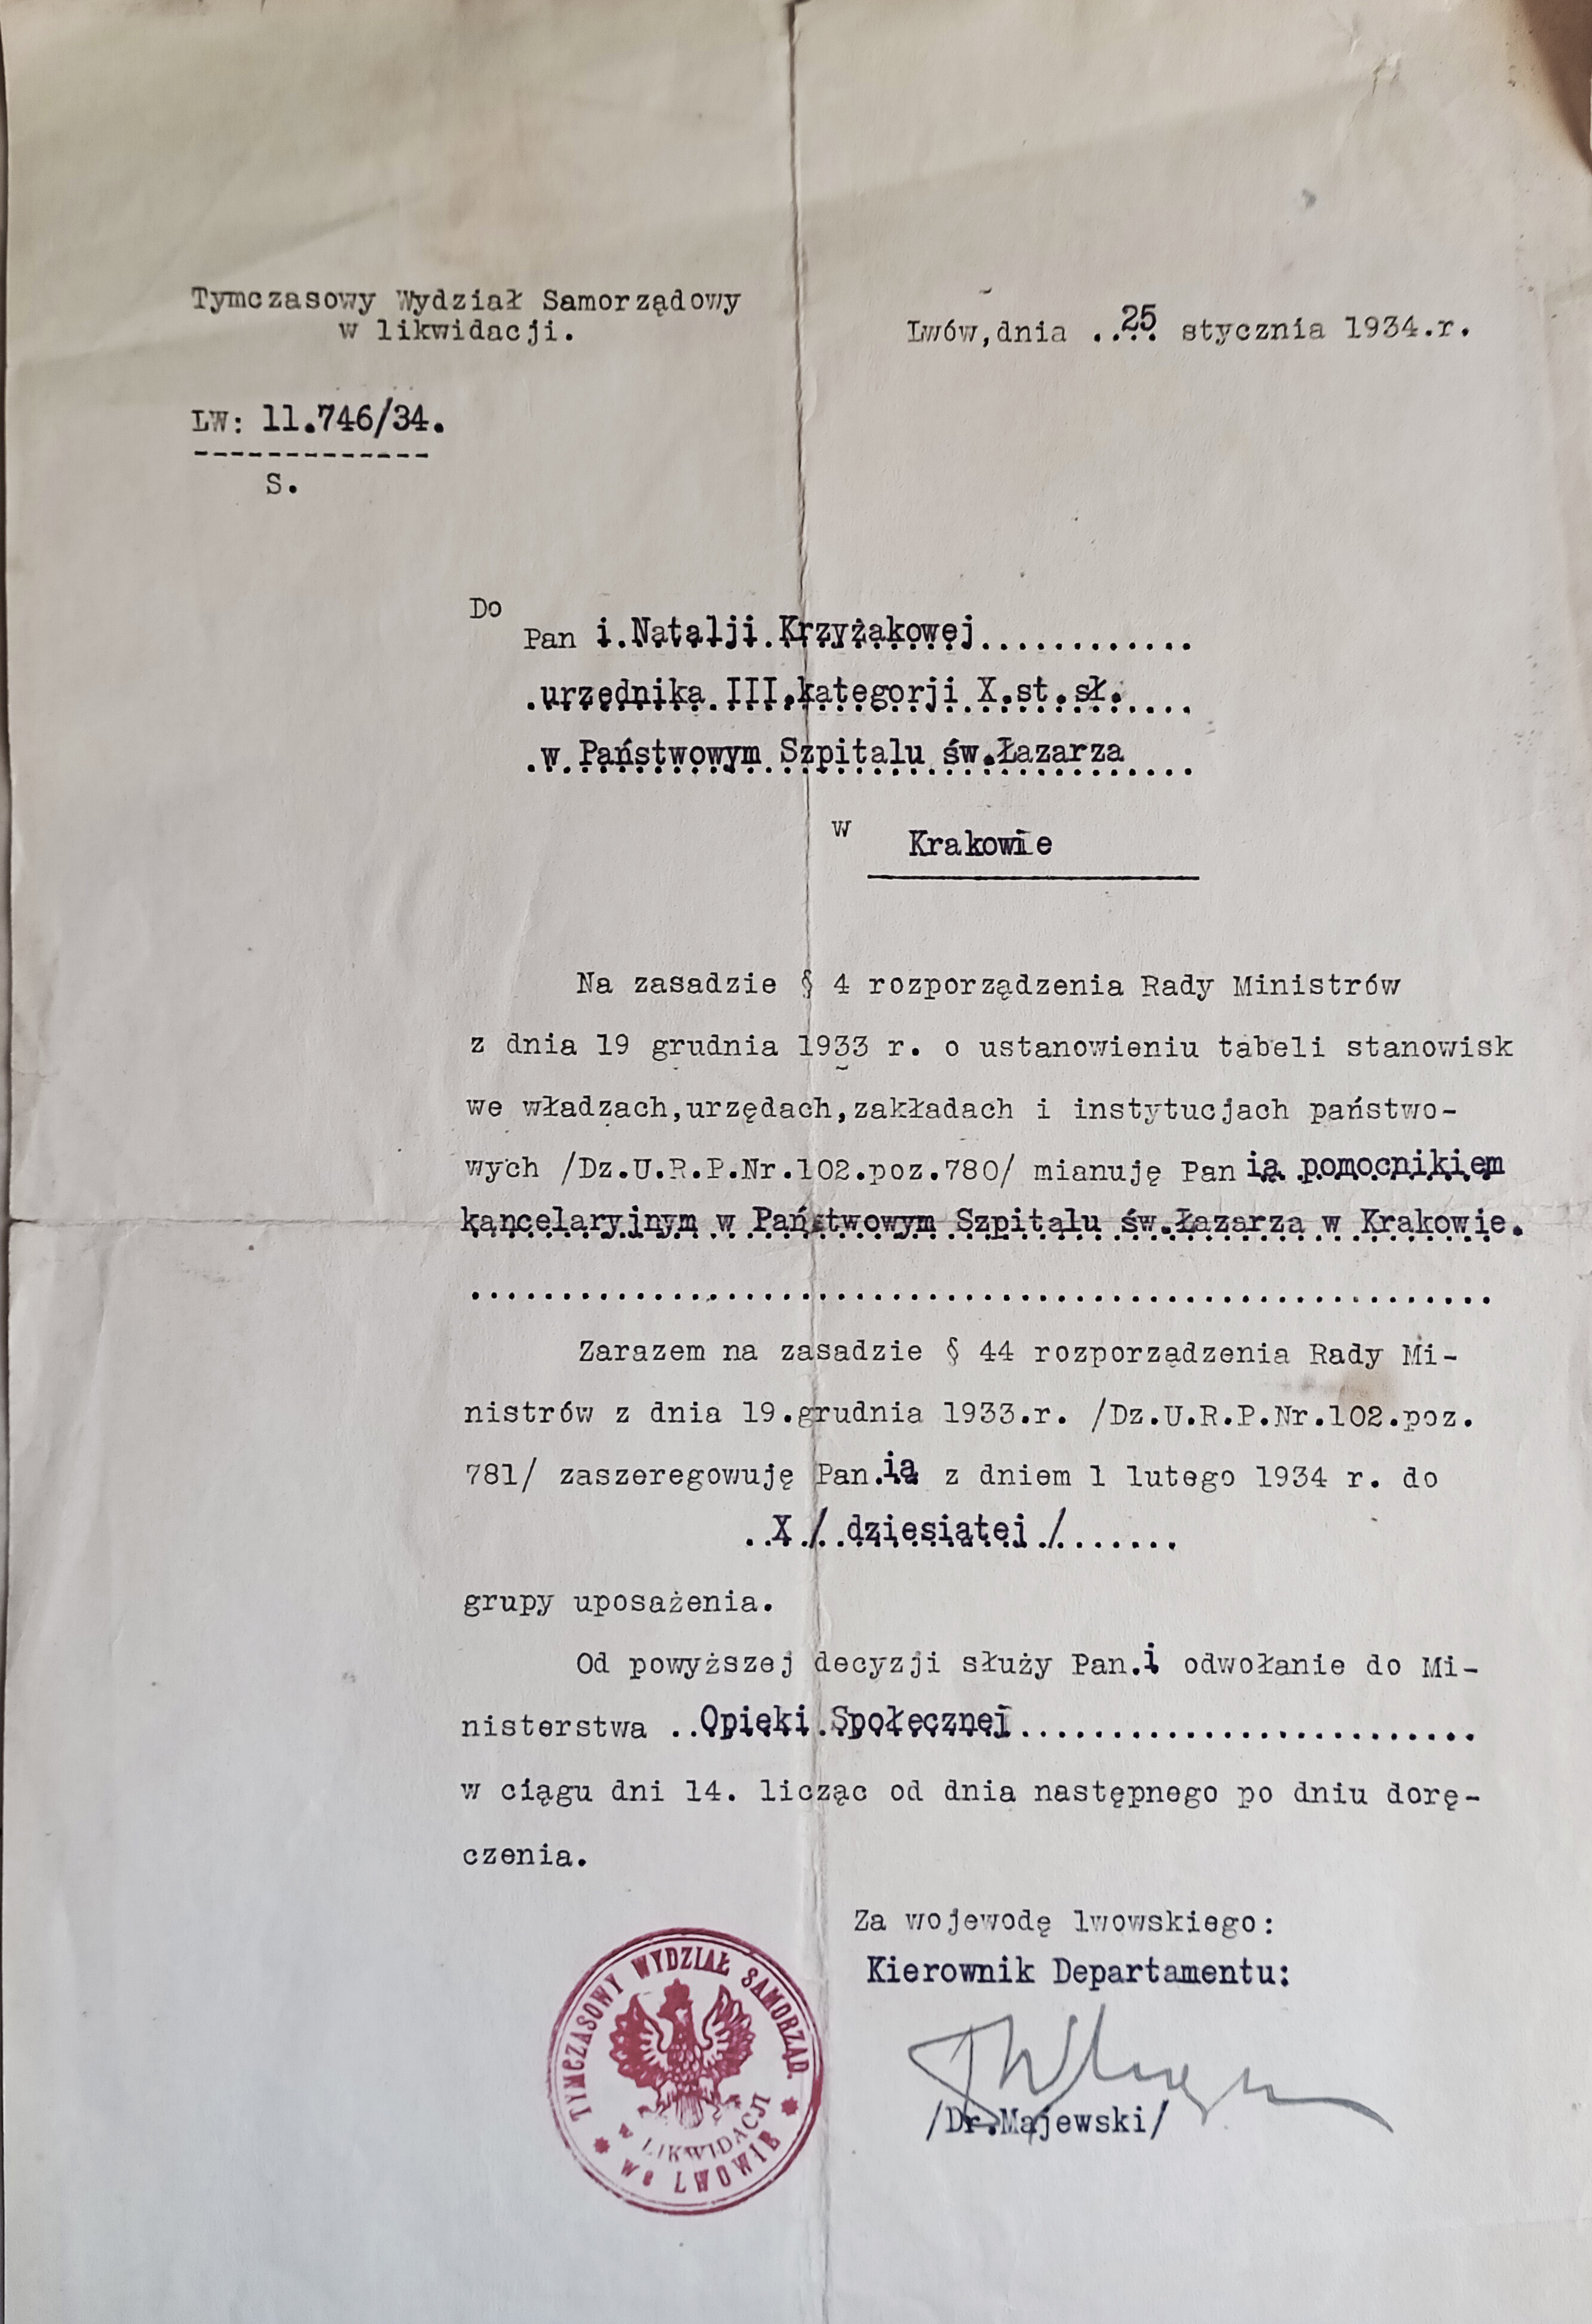 Tymczasowy Wydział Samorządowy
w likwidacji.
Lwów,dnia ..25.. stycznia 1934.r.
LW: 11.746/34.
-------------
S.
Do
Pan i.Natalji.Krzyżakowej............
.urzędnika.III.kategorji.X.st.sł.....
.w.Państwowym.Szpitalu.św.Łazarza....
w Krakowie
Na zasadzie § 4 rozporządzenia Rady Ministrów
z dnia 19 grudnia 1933 r. o ustanowieniu tabeli stanowisk
we władzach,urzędach,zakładach i instytucjach państwo-
wych /Dz.U.R.P.Nr.102.poz.780/ mianuję Pan ią pomocnikiem
kancelaryjnym w Państwowym Szpitalu św.Łazarza w Krakowie.
...................................................................
Zarazem na zasadzie § 44 rozporządzenia Rady Mi-
nistrów z dnia 19.grudnia 1933.r. /Dz.U.R.P.Nr.102.poz.
781/ zaszeregowuję Pan.ią z dniem 1 lutego 1934 r. do
..X./.dziesiątej./.......
grupy uposażenia.
Od powyższej decyzji służy Pan.i odwołanie do Mi-
nisterstwa ..Opieki.Społecznej..............................
w ciągu dni 14. licząc od dnia następnego po dniu dorę-
czenia.
Za wojewodę lwowskiego:
Kierownik Departamentu:
/Dr.Majewski/
TYMCZASOWY WYDZIAŁ SAMORZĄD.
w LIKWIDACJI
we LWOWIE